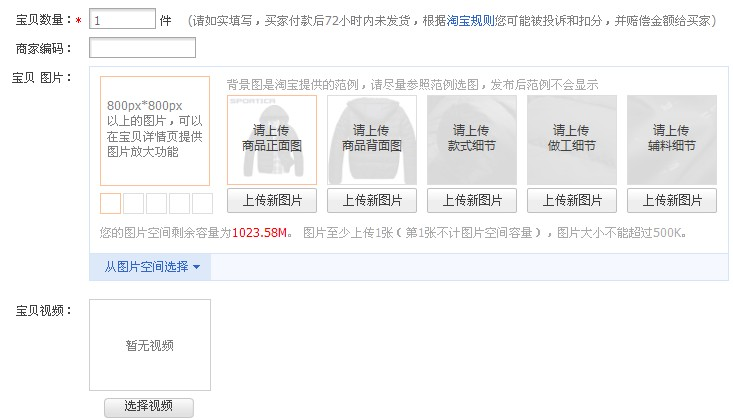 宝贝数量：* 1 件 （请如实填写，买家付款后72小时内未发货，根据淘宝规则您可能被投诉和扣分，并赔偿金额给买家）
商家编码：
宝贝 图片：
背景图是淘宝提供的范例，请尽量参照范例选图，发布后范例不会显示
800px*800px
以上的图片，可以
在宝贝详情页提供
图片放大功能
SPORTICA
请上传
商品正面图
请上传
商品背面图
请上传
款式细节
请上传
做工细节
请上传
辅料细节
上传新图片 上传新图片 上传新图片 上传新图片 上传新图片
您的图片空间剩余容量为1023.58M。 图片至少上传1张（第1张不计图片空间容量），图片大小不能超过500K。
从图片空间选择
宝贝视频：
暂无视频
选择视频